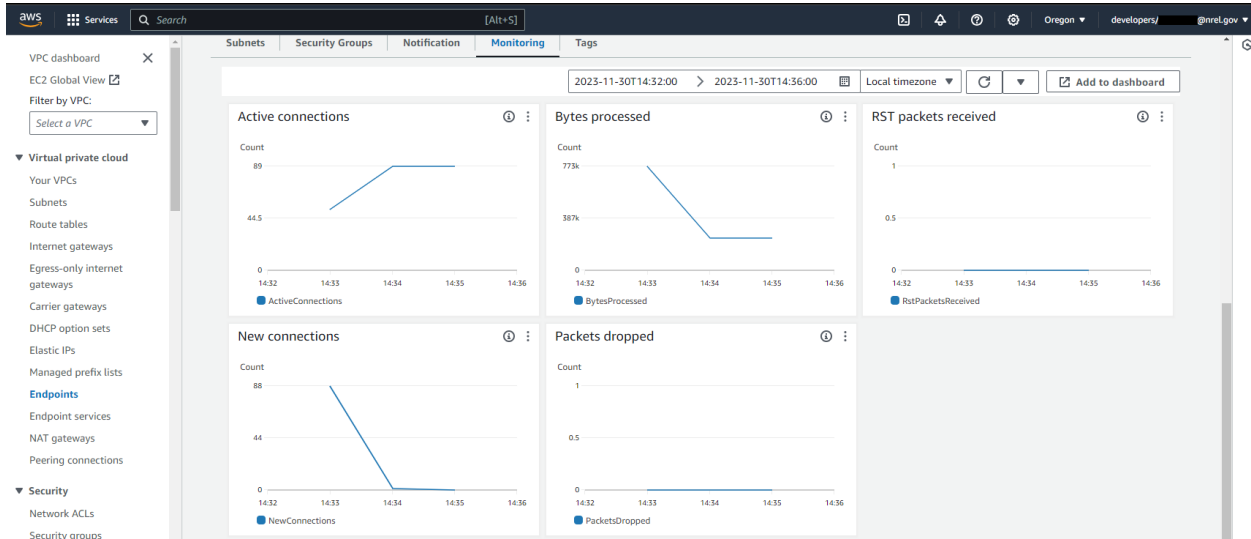 aws Services Search [Alt+S] Oregon ▼ developers/ @nrel.gov ▼
VPC dashboard
EC2 Global View
Filter by VPC:
Select a VPC
Virtual private cloud
Your VPCs
Subnets
Route tables
Internet gateways
Egress-only internet
gateways
Carrier gateways
DHCP option sets
Elastic IPs
Managed prefix lists
Endpoints
Endpoint services
NAT gateways
Peering connections
Security
Network ACLs
Security groups
Subnets Security Groups Notification Monitoring Tags
2023-11-30T14:32:00 > 2023-11-30T14:36:00 Local timezone Add to dashboard
Active connections
Count
89
44.5
0
14:32 14:33 14:34 14:35 14:36
ActiveConnections
Bytes processed
Count
773k
387k
0
14:32 14:33 14:34 14:35 14:36
BytesProcessed
RST packets received
Count
1
0.5
0
14:32 14:33 14:34 14:35 14:36
RstPacketsReceived
New connections
Count
88
44
0
14:32 14:33 14:34 14:35 14:36
NewConnections
Packets dropped
Count
1
0.5
0
14:32 14:33 14:34 14:35 14:36
PacketsDropped